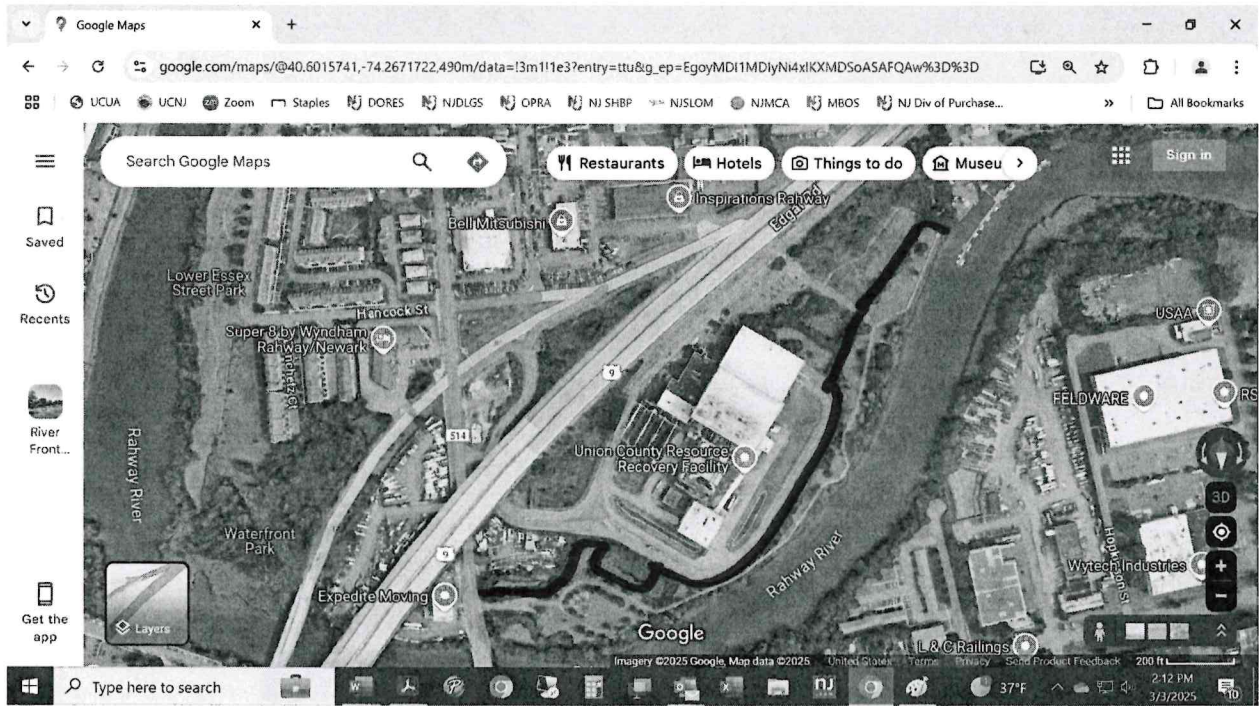 Google Maps
google.com/maps/@40.6015741,-74.2671722,490m/data=!3m1!1e3?entry=ttu&g_ep=EgoyMDI1MDIyNi4xIKXMDSoASAFQAw%3D%3D
UCUA UCNJ Zoom Staples DORES NJDLGS OPRA NJ SHBP NJSLOM NJMCA MBOS NJ Div of Purchase... » All Bookmarks
Search Google Maps
Restaurants Hotels Things to do Museu
Sign in
Saved
Recents
River
Front...
Get the
app
Inspirations Rahway
Edgar Rd
Bell Mitsubishi
Lower Essex
Street Park
Hancock St
Super 8 by Wyndham
Rahway/Newark
USAA
9
FELDWARE
RS
514
Union County Resource
Recovery Facility
Rahway River
3D
Waterfront
Park
9
Rahway River
Wytech Industries
Expedite Moving
Layers
Google
L & C Railings
Imagery ©2025 Google, Map data ©2025 United States Terms Privacy Send Product Feedback 200 ft
Type here to search
37°F
2:12 PM
3/3/2025